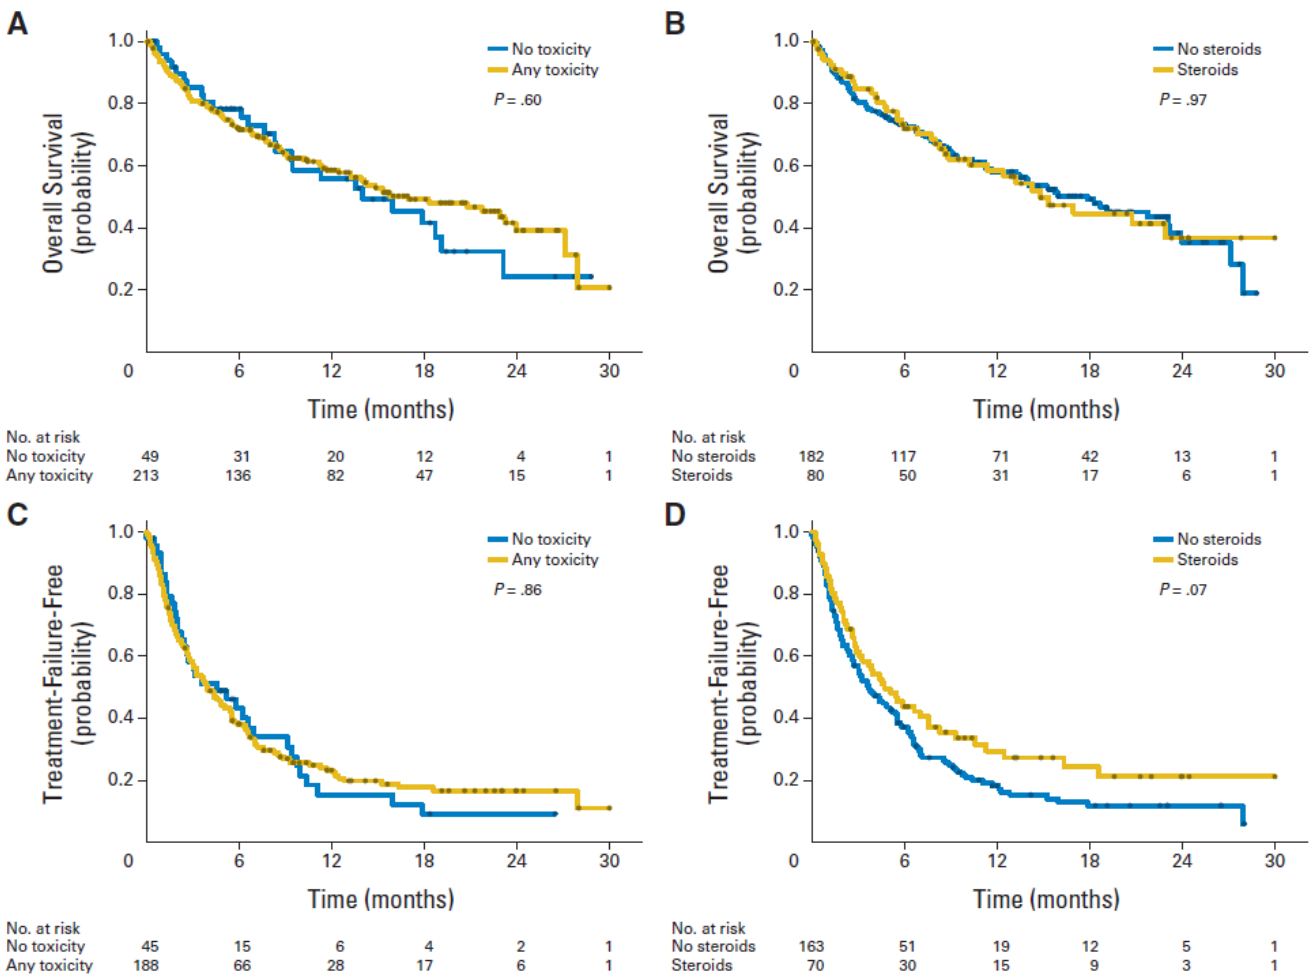 A
Overall Survival
(probability)
1.0
0.8
0.6
0.4
0.2
0
6
12
18
24
30
No toxicity
Any toxicity
P = .60
Time (months)
No. at risk
No toxicity 49 31 20 12 4 1
Any toxicity 213 136 82 47 15 1
B
Overall Survival
(probability)
1.0
0.8
0.6
0.4
0.2
0
6
12
18
24
30
No steroids
Steroids
P = .97
Time (months)
No. at risk
No steroids 182 117 71 42 13 1
Steroids 80 50 31 17 6 1
C
Treatment-Failure-Free
(probability)
1.0
0.8
0.6
0.4
0.2
0
6
12
18
24
30
No toxicity
Any toxicity
P = .86
Time (months)
No. at risk
No toxicity 45 15 6 4 2 1
Any toxicity 188 66 28 17 6 1
D
Treatment-Failure-Free
(probability)
1.0
0.8
0.6
0.4
0.2
0
6
12
18
24
30
No steroids
Steroids
P = .07
Time (months)
No. at risk
No steroids 163 51 19 12 5 1
Steroids 70 30 15 9 3 1